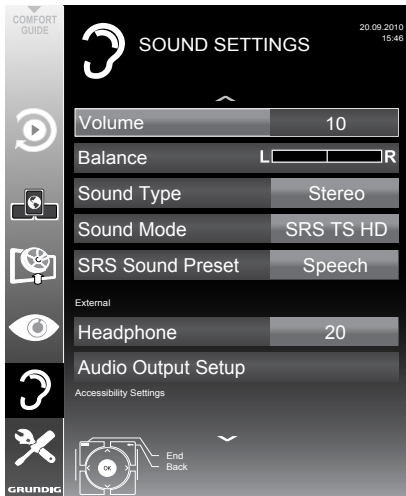 COMFORT
GUIDE
SOUND SETTINGS
20.09.2010
15:46
Volume 10
Balance L R
Sound Type Stereo
Sound Mode SRS TS HD
SRS Sound Preset Speech
External
Headphone 20
Audio Output Setup
Accessibility Settings
OK
End
Back
GRUNDIG